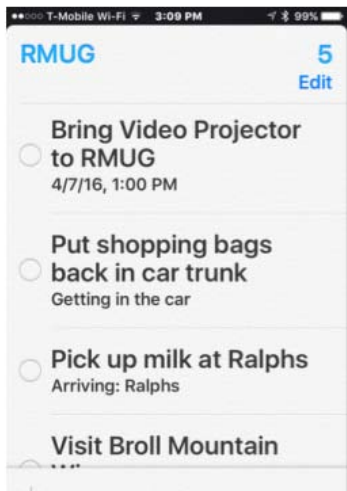 T-Mobile Wi-Fi 3:09 PM 99%
RMUG 5
Edit
Bring Video Projector
to RMUG
4/7/16, 1:00 PM
Put shopping bags
back in car trunk
Getting in the car
Pick up milk at Ralphs
Arriving: Ralphs
Visit Broll Mountain